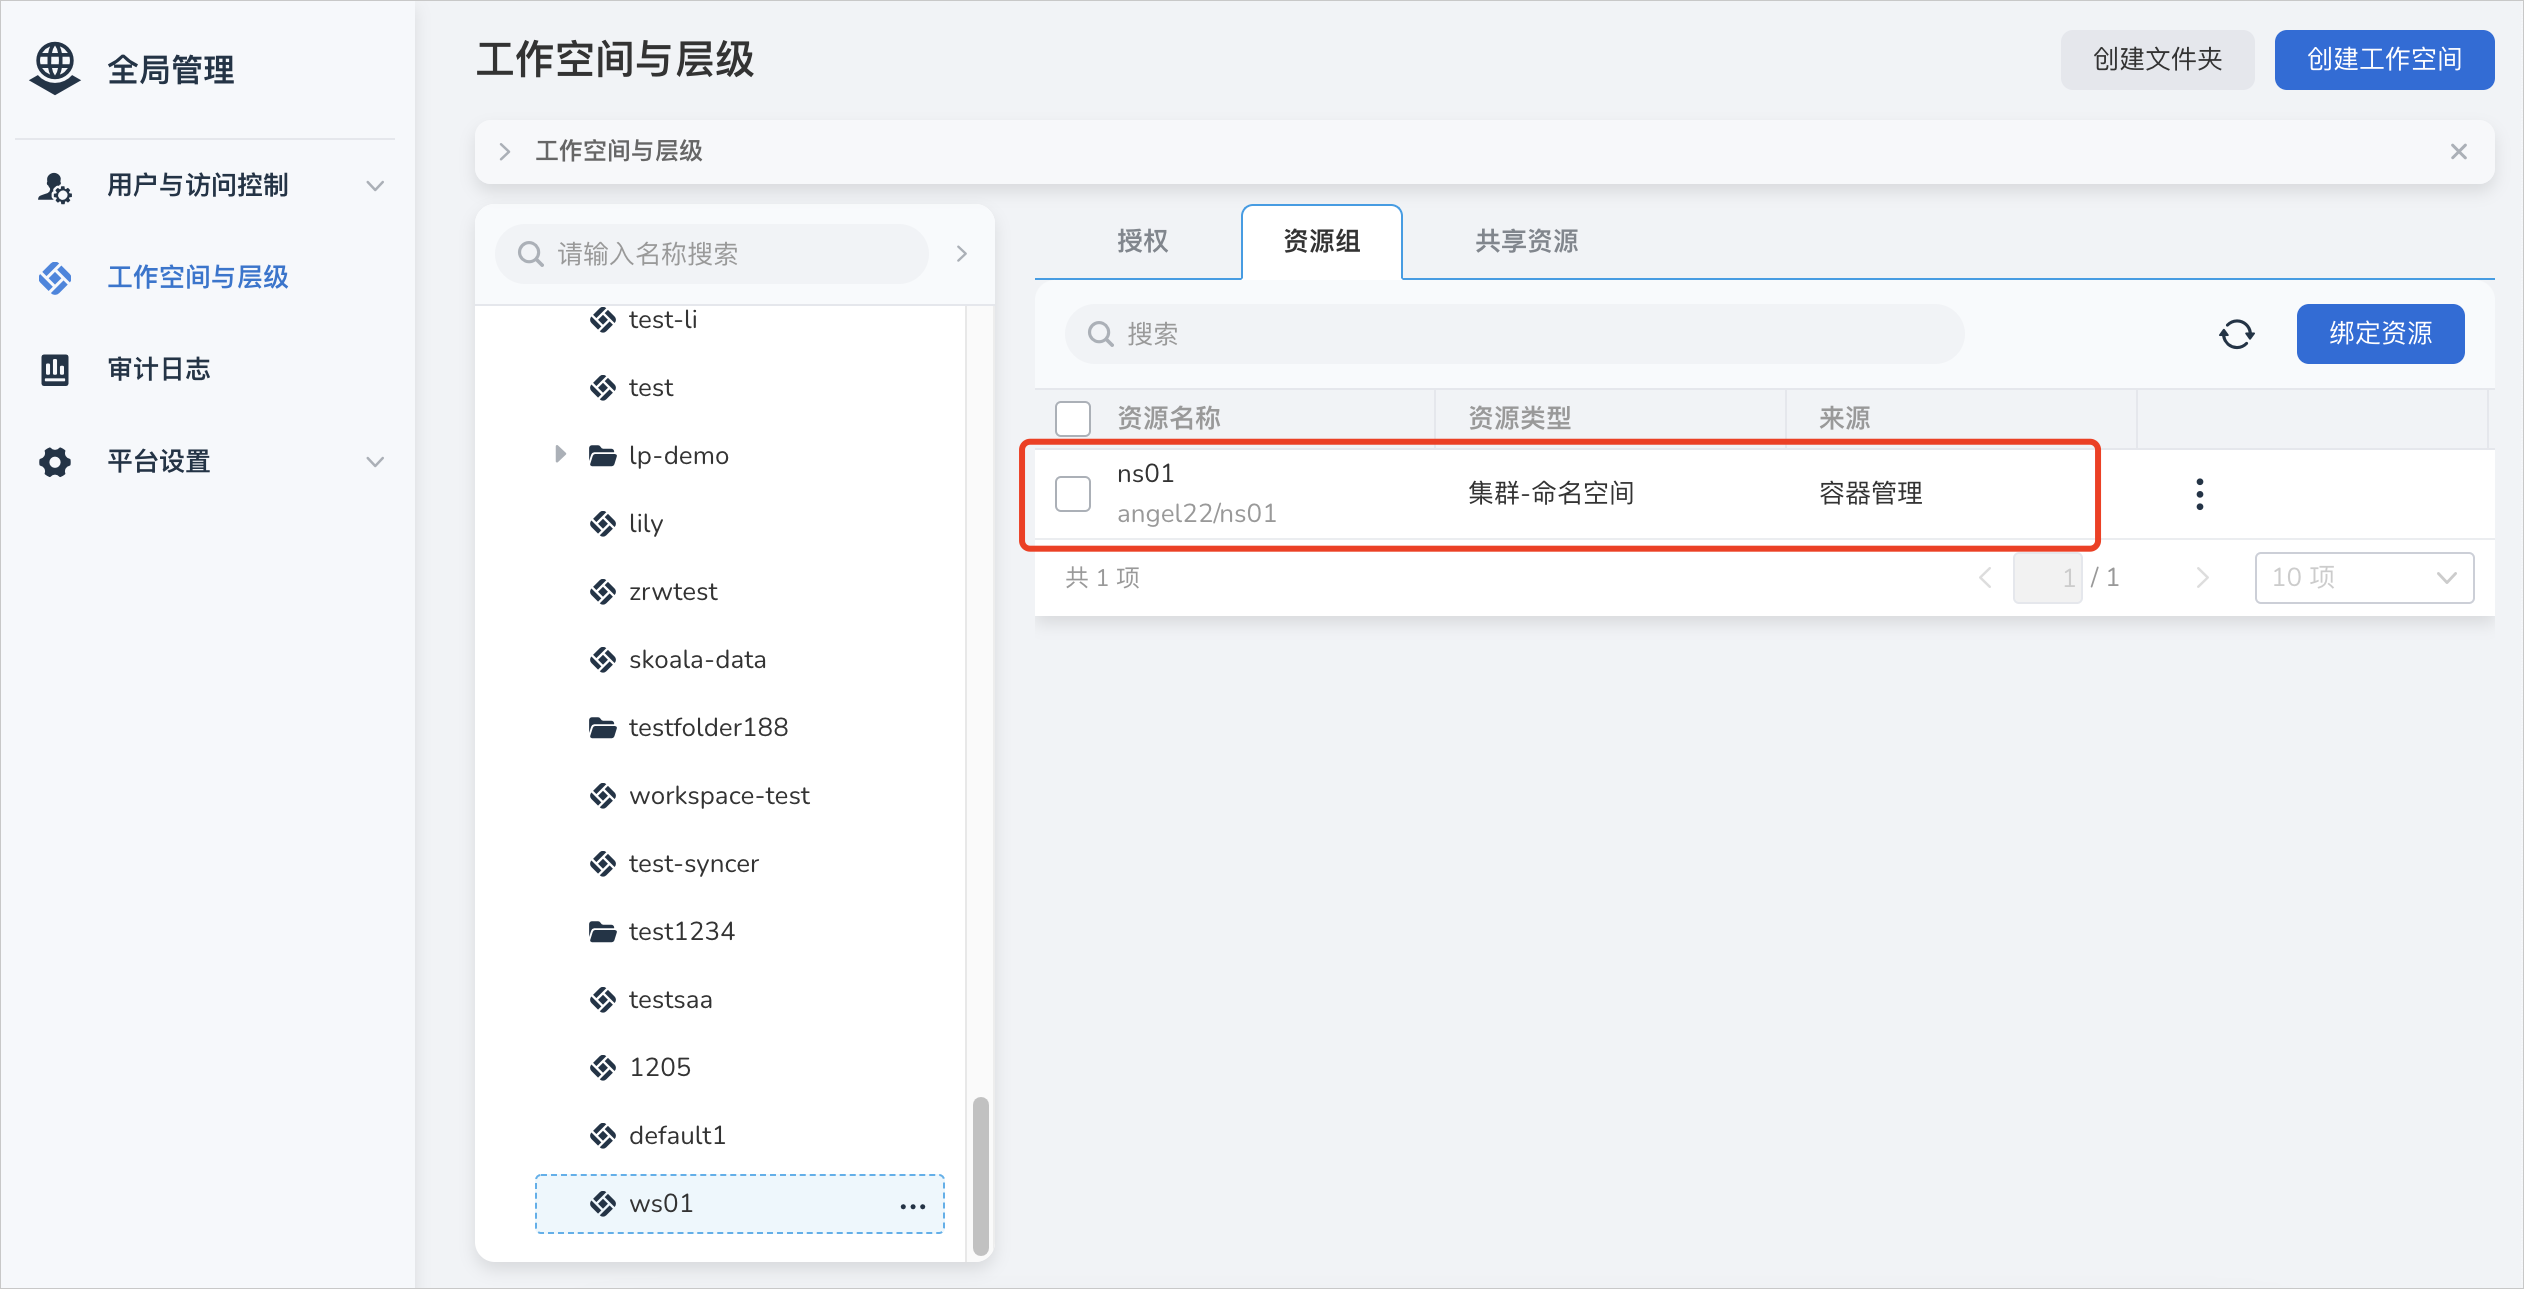 全局管理
用户与访问控制
工作空间与层级
审计日志
平台设置
工作空间与层级
创建文件夹
创建工作空间
工作空间与层级
请输入名称搜索
test-li
test
lp-demo
lily
zrwtest
skoala-data
testfolder188
workspace-test
test-syncer
test1234
testsaa
1205
default1
ws01
授权
资源组
共享资源
搜索
绑定资源
资源名称 资源类型 来源
ns01
angel22/ns01
集群-命名空间
容器管理
共 1 项
1 / 1
10 项